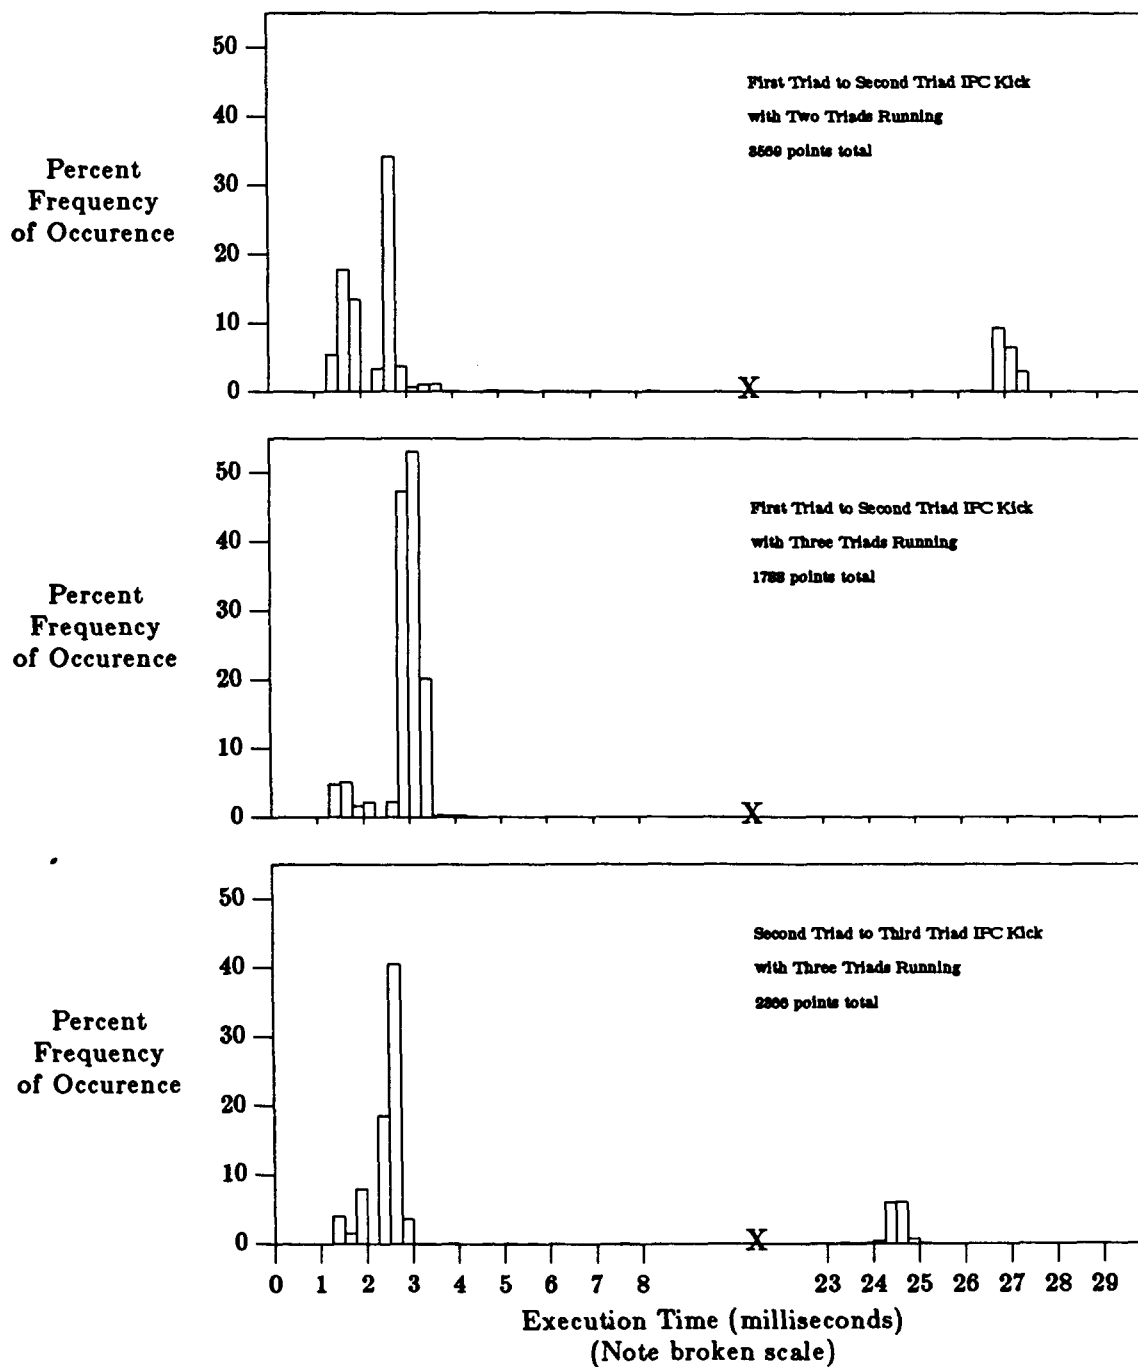 50
40
30
20
10
0
Percent
Frequency
of Occurence
First Triad to Second Triad IPC Kick
with Two Triads Running
3569 points total
X
50
40
30
20
10
0
Percent
Frequency
of Occurence
First Triad to Second Triad IPC Kick
with Three Triads Running
1788 points total
X
50
40
30
20
10
0
Percent
Frequency
of Occurence
Second Triad to Third Triad IPC Kick
with Three Triads Running
points total
X
0 1 2 3 4 5 6 7 8 23 24 25 26 27 28 29
Execution Time (milliseconds)
(Note broken scale)